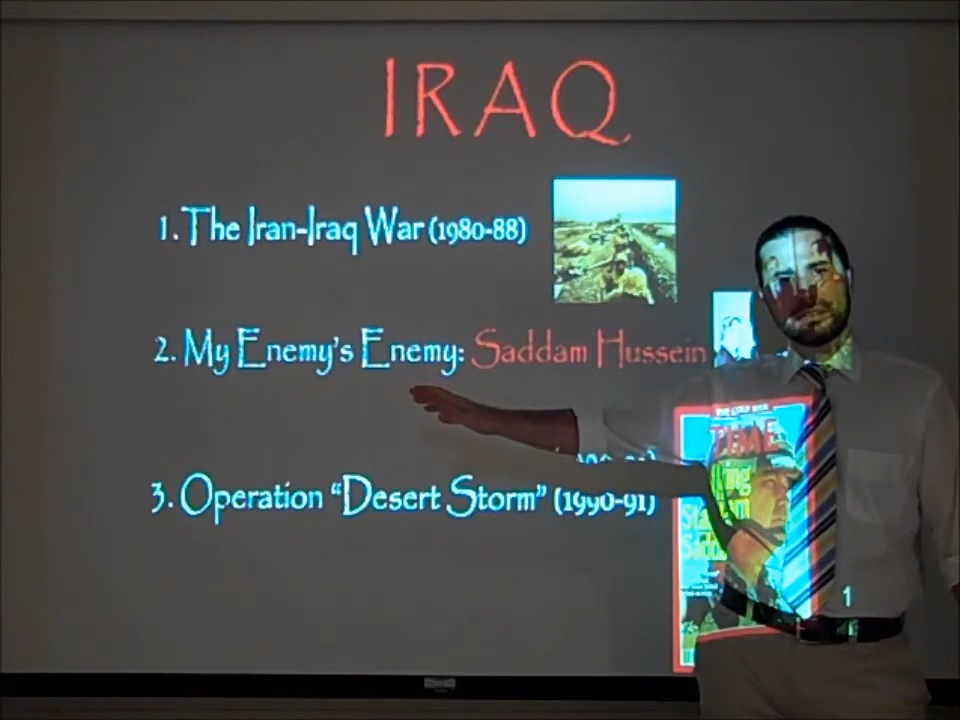 IRAQ
1. The Iran-Iraq War (1980-88)
2. My Enemy's Enemy: Saddam Hussein
3. Operation "Desert Storm" (1990-91)
TIME
1